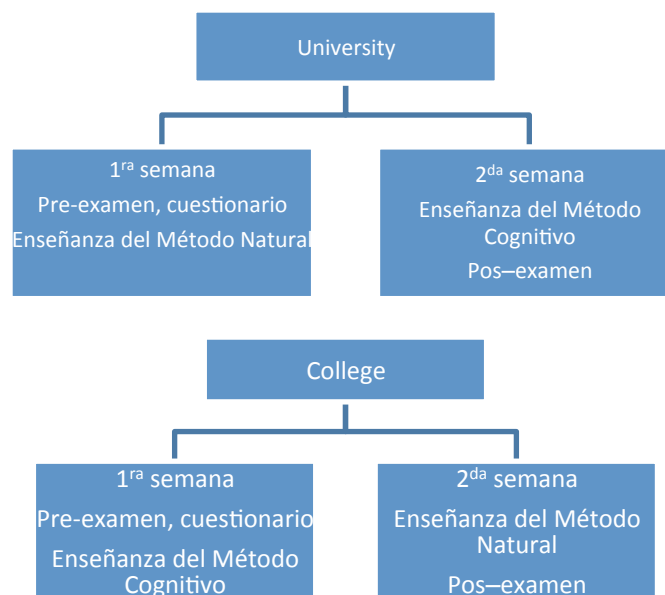 University
1ra semana
Pre-examen, cuestionario
Enseñanza del Método Natural
2da semana
Enseñanza del Método
Cognitivo
Pos–examen
College
1ra semana
Pre-examen, cuestionario
Enseñanza del Método
Cognitivo
2da semana
Enseñanza del Método
Natural
Pos–examen